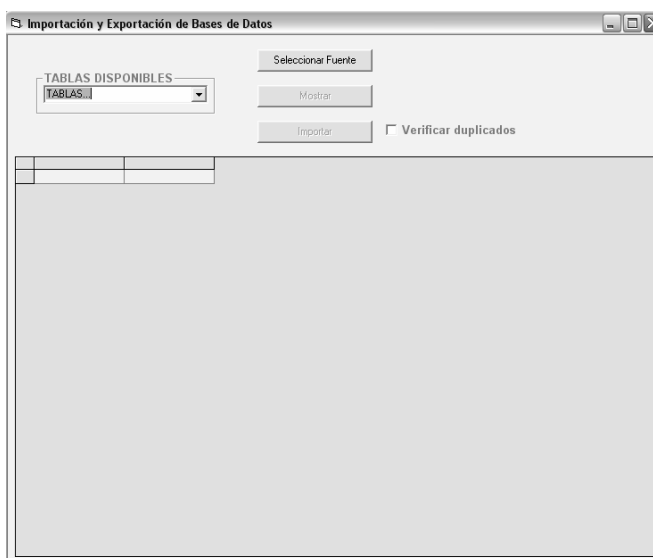 Importación y Exportación de Bases de Datos
Seleccionar Fuente
TABLAS DISPONIBLES
TABLAS...
Mostrar
Importar
Verificar duplicados